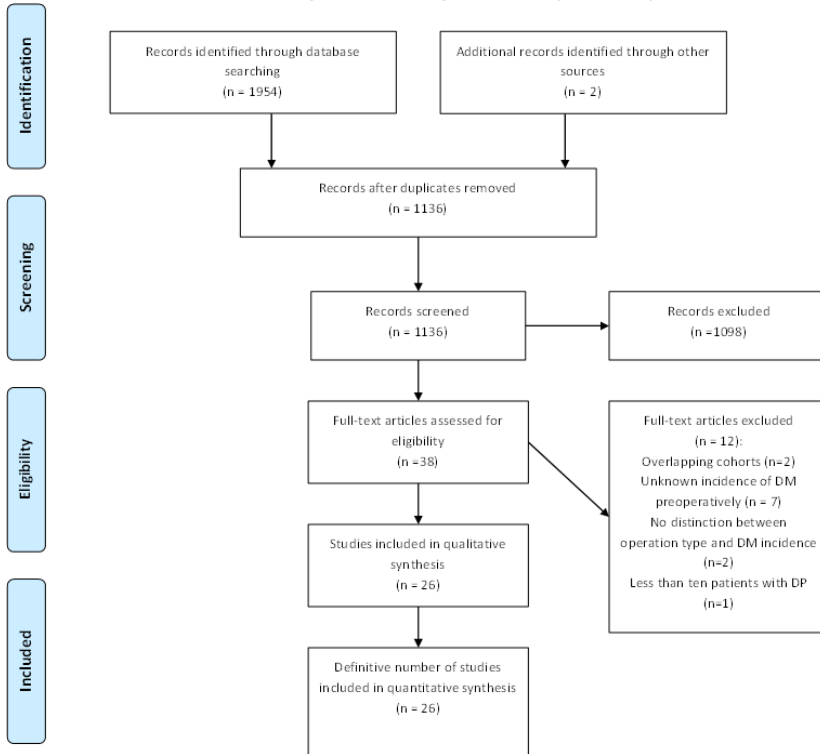 Identification
Records identified through database
searching
(n = 1954)
Additional records identified through other
sources
(n = 2)
Records after duplicates removed
(n = 1136)
Screening
Records screened
(n = 1136)
Records excluded
(n =1098)
Eligibility
Full-text articles assessed for
eligibility
(n =38)
Full-text articles excluded
(n = 12):
Overlapping cohorts (n=2)
Unknown incidence of DM
preoperatively (n = 7)
No distinction between
operation type and DM incidence
(n=2)
Less than ten patients with DP
(n=1)
Studies included in qualitative
synthesis
(n = 26)
Included
Definitive number of studies
included in quantitative synthesis
(n = 26)